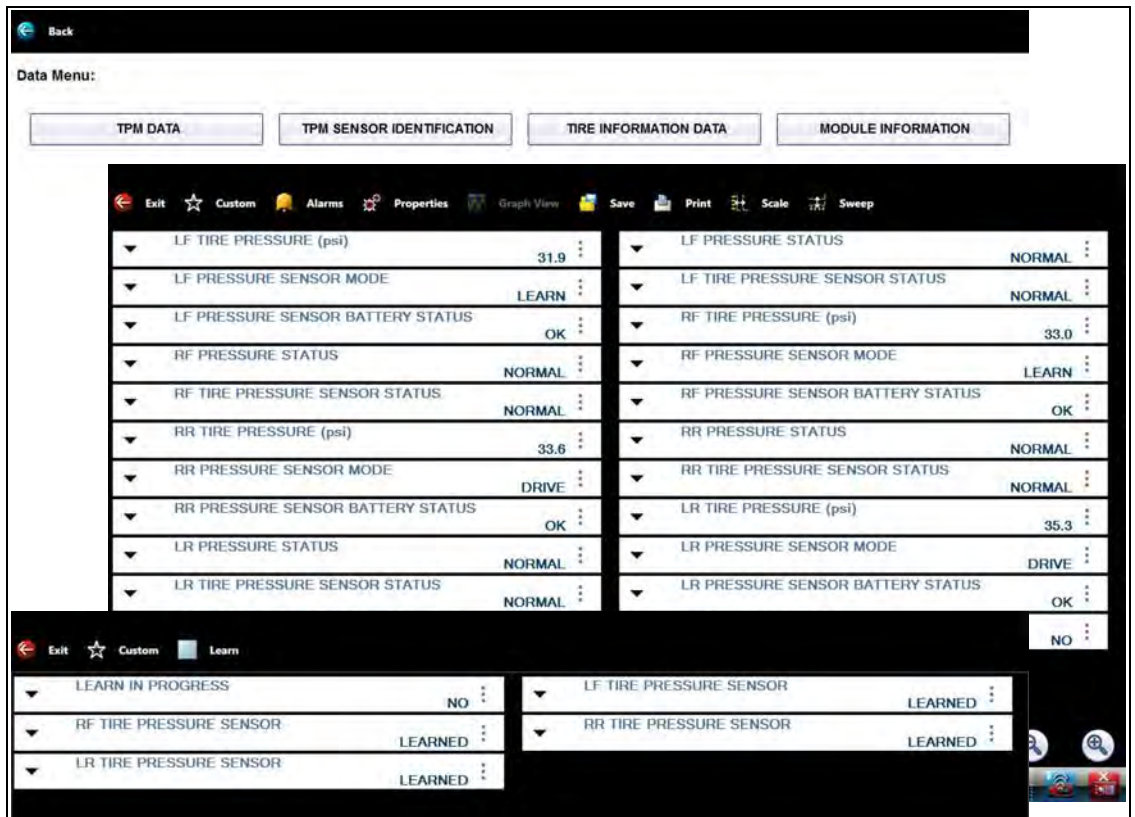 Back
Data Menu:
TPM DATA
TPM SENSOR IDENTIFICATION
TIRE INFORMATION DATA
MODULE INFORMATION
Exit Custom Alarms Properties Graph View Save Print Scale Sweep
LF TIRE PRESSURE (psi)
31.9
LF PRESSURE STATUS
NORMAL
LF PRESSURE SENSOR MODE
LEARN
LF TIRE PRESSURE SENSOR STATUS
NORMAL
LF PRESSURE SENSOR BATTERY STATUS
OK
RF TIRE PRESSURE (psi)
33.0
RF PRESSURE STATUS
NORMAL
RF PRESSURE SENSOR MODE
LEARN
RF TIRE PRESSURE SENSOR STATUS
NORMAL
RF PRESSURE SENSOR BATTERY STATUS
OK
RR TIRE PRESSURE (psi)
33.6
RR PRESSURE STATUS
NORMAL
RR PRESSURE SENSOR MODE
DRIVE
RR TIRE PRESSURE SENSOR STATUS
NORMAL
RR PRESSURE SENSOR BATTERY STATUS
OK
LR TIRE PRESSURE (psi)
35.3
LR PRESSURE STATUS
NORMAL
LR PRESSURE SENSOR MODE
DRIVE
LR TIRE PRESSURE SENSOR STATUS
NORMAL
LR PRESSURE SENSOR BATTERY STATUS
OK
NO
Exit Custom Learn
LEARN IN PROGRESS
NO
LF TIRE PRESSURE SENSOR
LEARNED
RF TIRE PRESSURE SENSOR
LEARNED
RR TIRE PRESSURE SENSOR
LEARNED
LR TIRE PRESSURE SENSOR
LEARNED